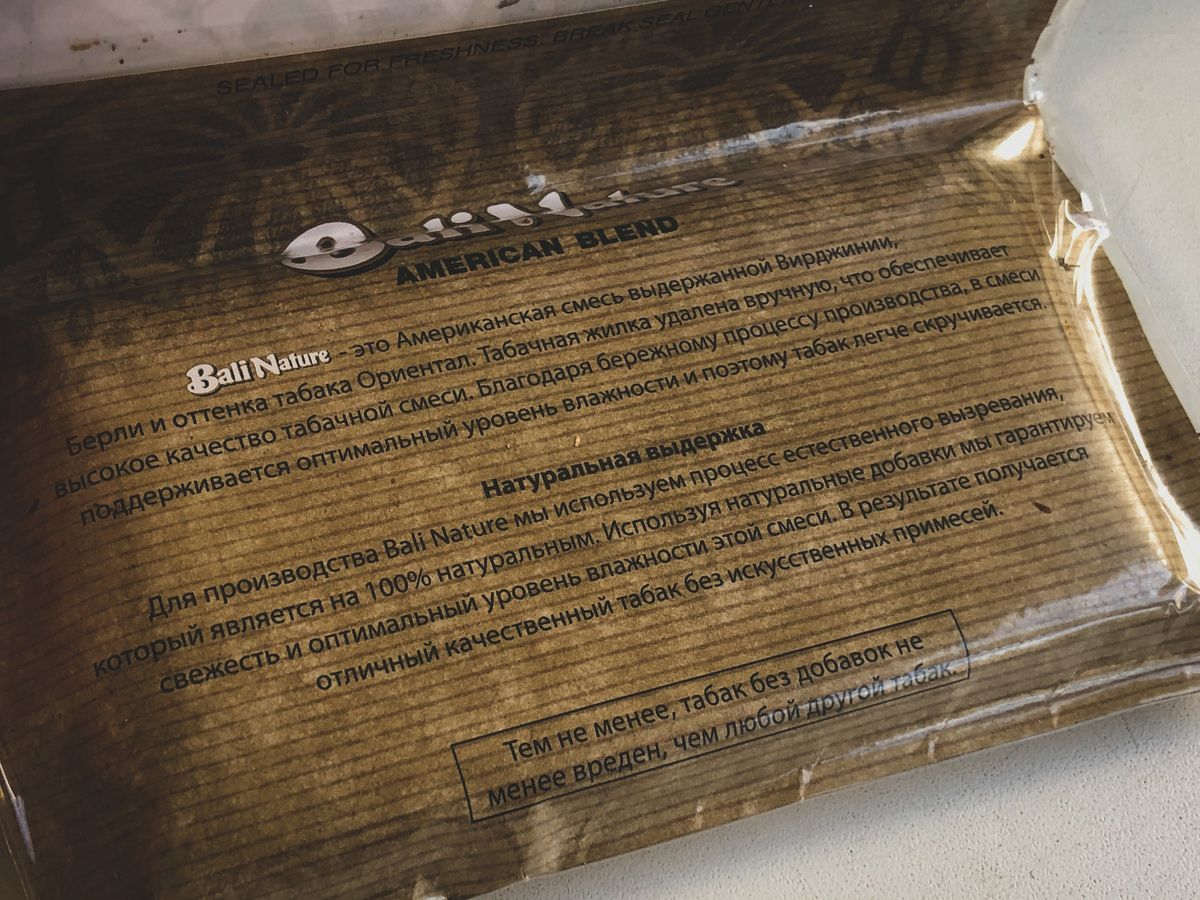 SEALED FOR FRESHNESS. BREAK SEAL GENTLY
Bali Nature
AMERICAN BLEND
Bali Nature - это Американская смесь выдержанной Вирджинии,
Берли и оттенка табака Ориентал. Табачная жилка удалена вручную, что обеспечивает
высокое качество табачной смеси. Благодаря бережному процессу производства, в смеси
поддерживается оптимальный уровень влажности и поэтому табак легче скручивается.
Натуральная выдержка
Для производства Bali Nature мы используем процесс естественного вызревания,
который является на 100% натуральным. Используя натуральные добавки мы гарантируем
свежесть и оптимальный уровень влажности этой смеси. В результате получается
отличный качественный табак без искусственных примесей.
Тем не менее, табак без добавок не
менее вреден, чем любой другой табак.